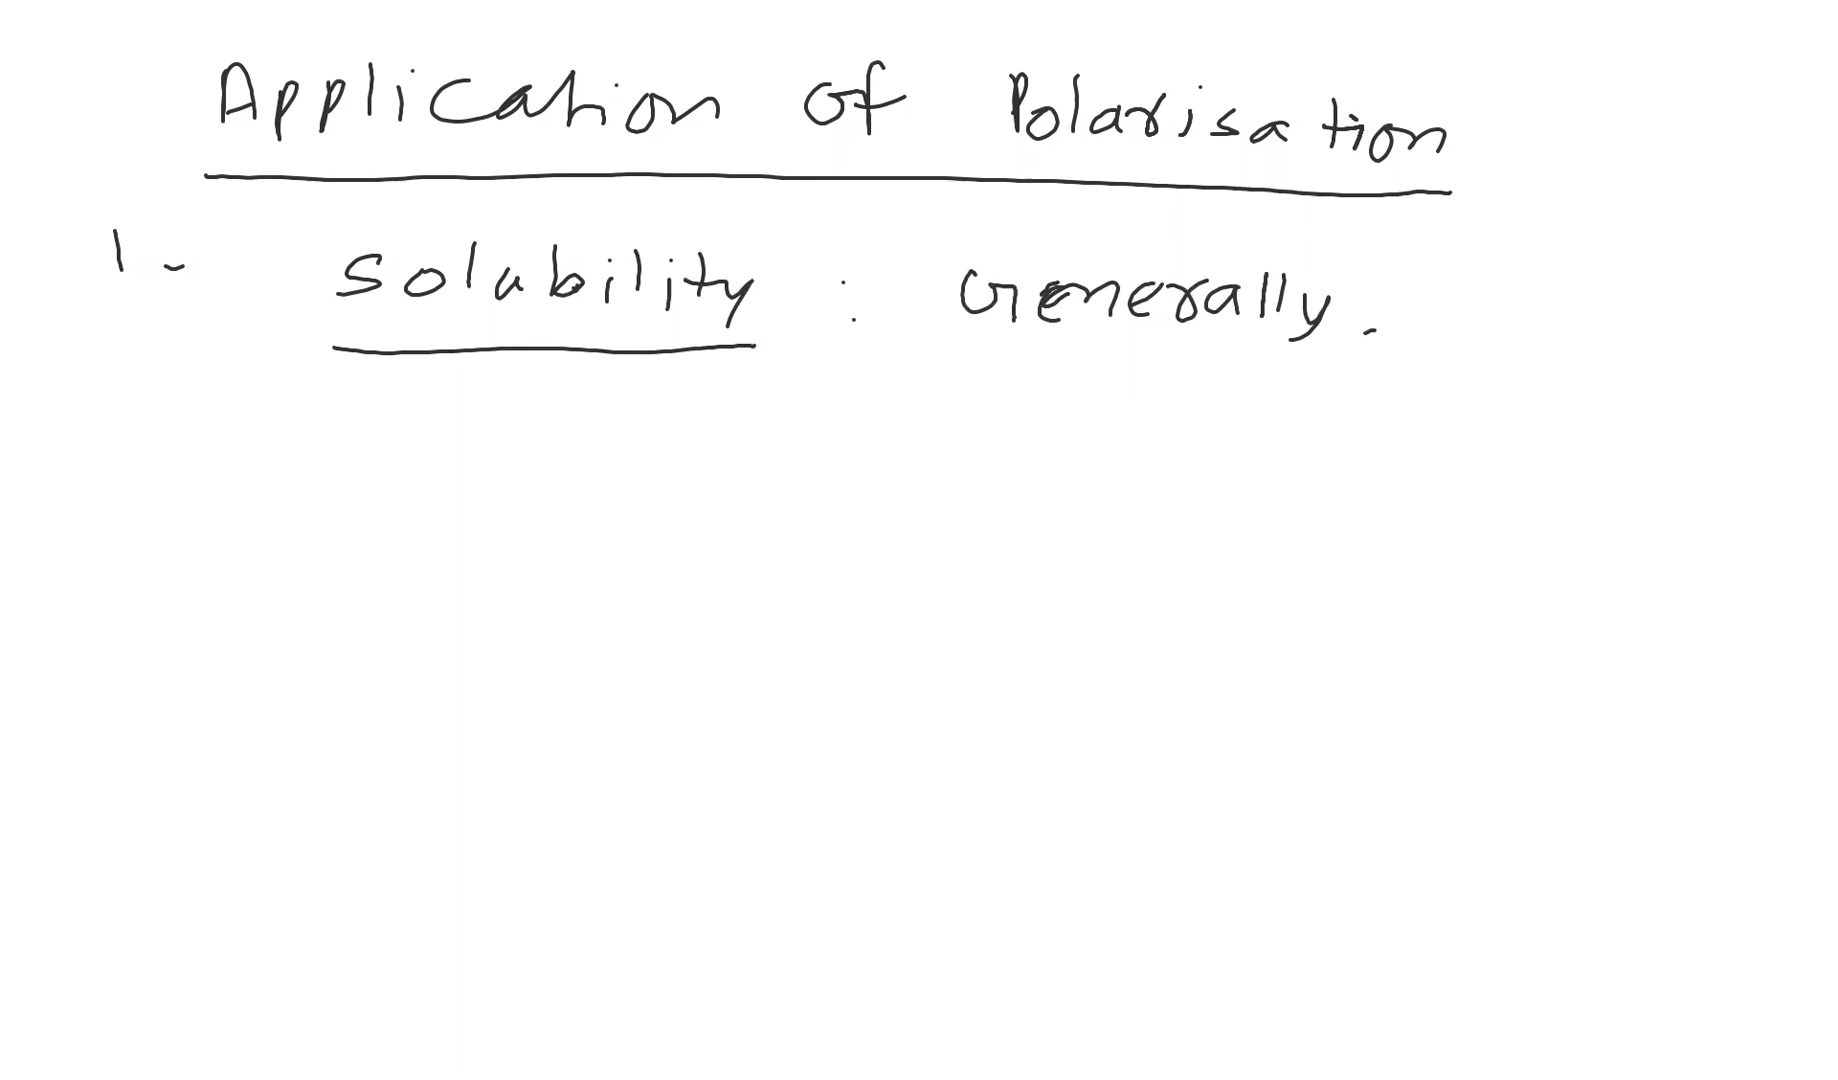 Application of Polarisation
1- Solubility : Generally.